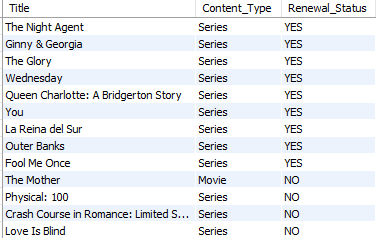 Title Content_Type Renewal_Status
The Night Agent Series YES
Ginny & Georgia Series YES
The Glory Series YES
Wednesday Series YES
Queen Charlotte: A Bridgerton Story Series YES
You Series YES
La Reina del Sur Series YES
Outer Banks Series YES
Fool Me Once Series YES
The Mother Movie NO
Physical: 100 Series NO
Crash Course in Romance: Limited S... Series NO
Love Is Blind Series NO